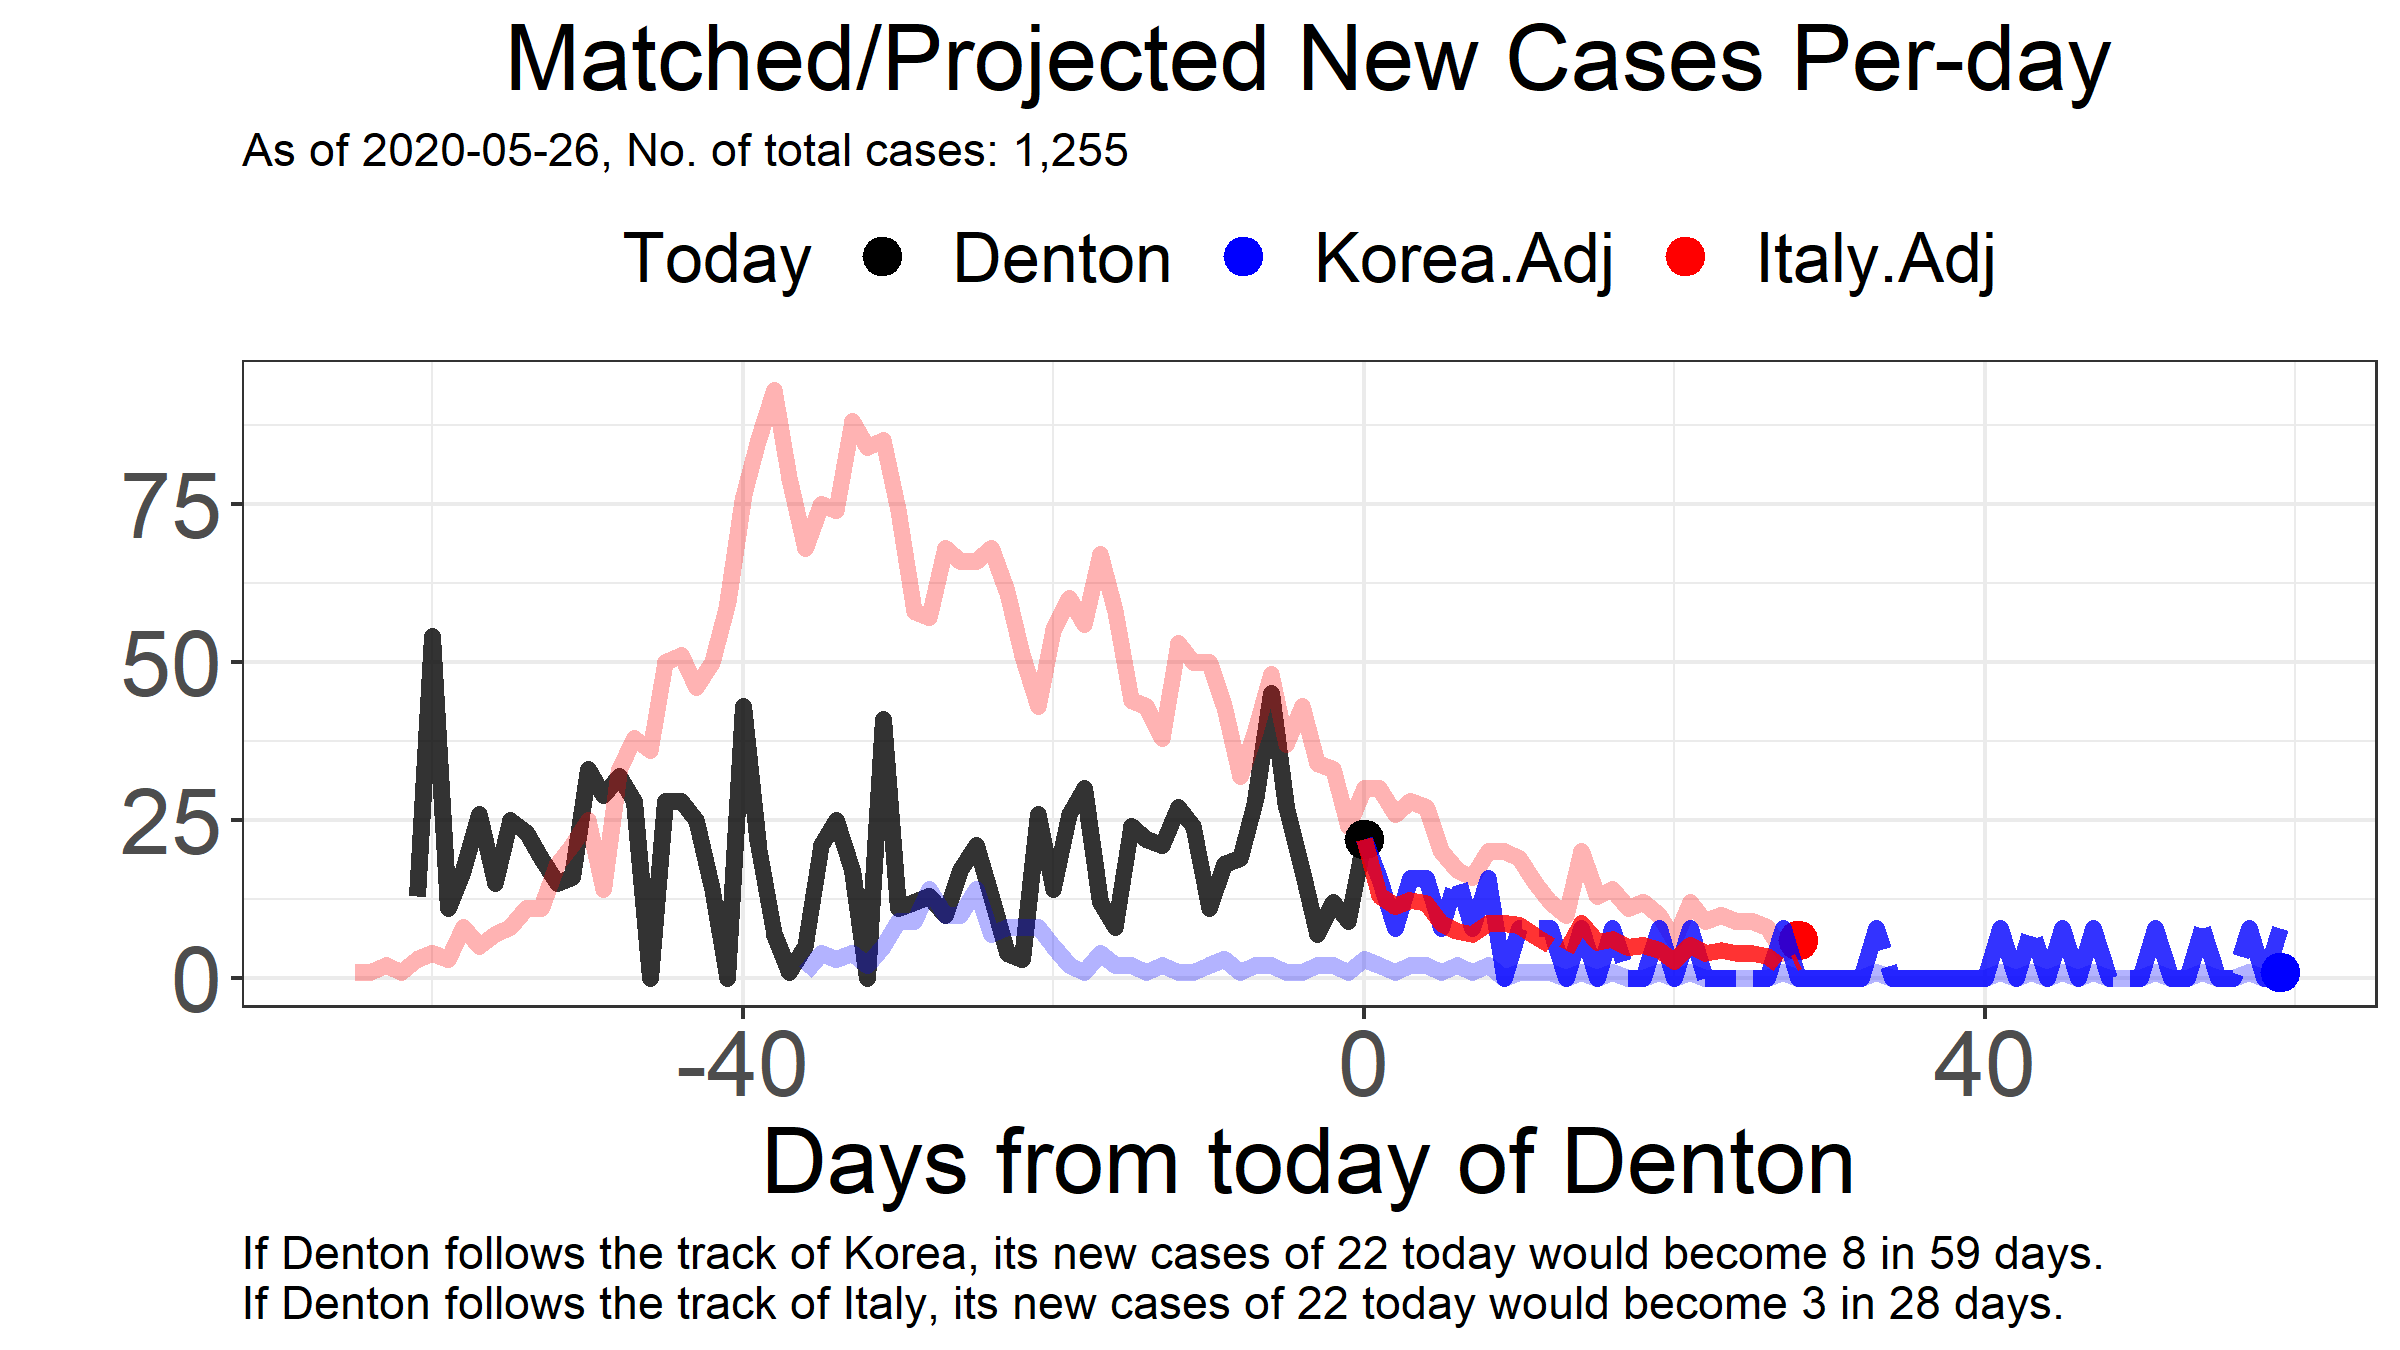 Matched/Projected New Cases Per-day
As of 2020-05-26, No. of total cases: 1,255
Today Denton Korea.Adj Italy.Adj
75
50
25
0
-40 0 40
Days from today of Denton
If Denton follows the track of Korea, its new cases of 22 today would become 8 in 59 days.
If Denton follows the track of Italy, its new cases of 22 today would become 3 in 28 days.